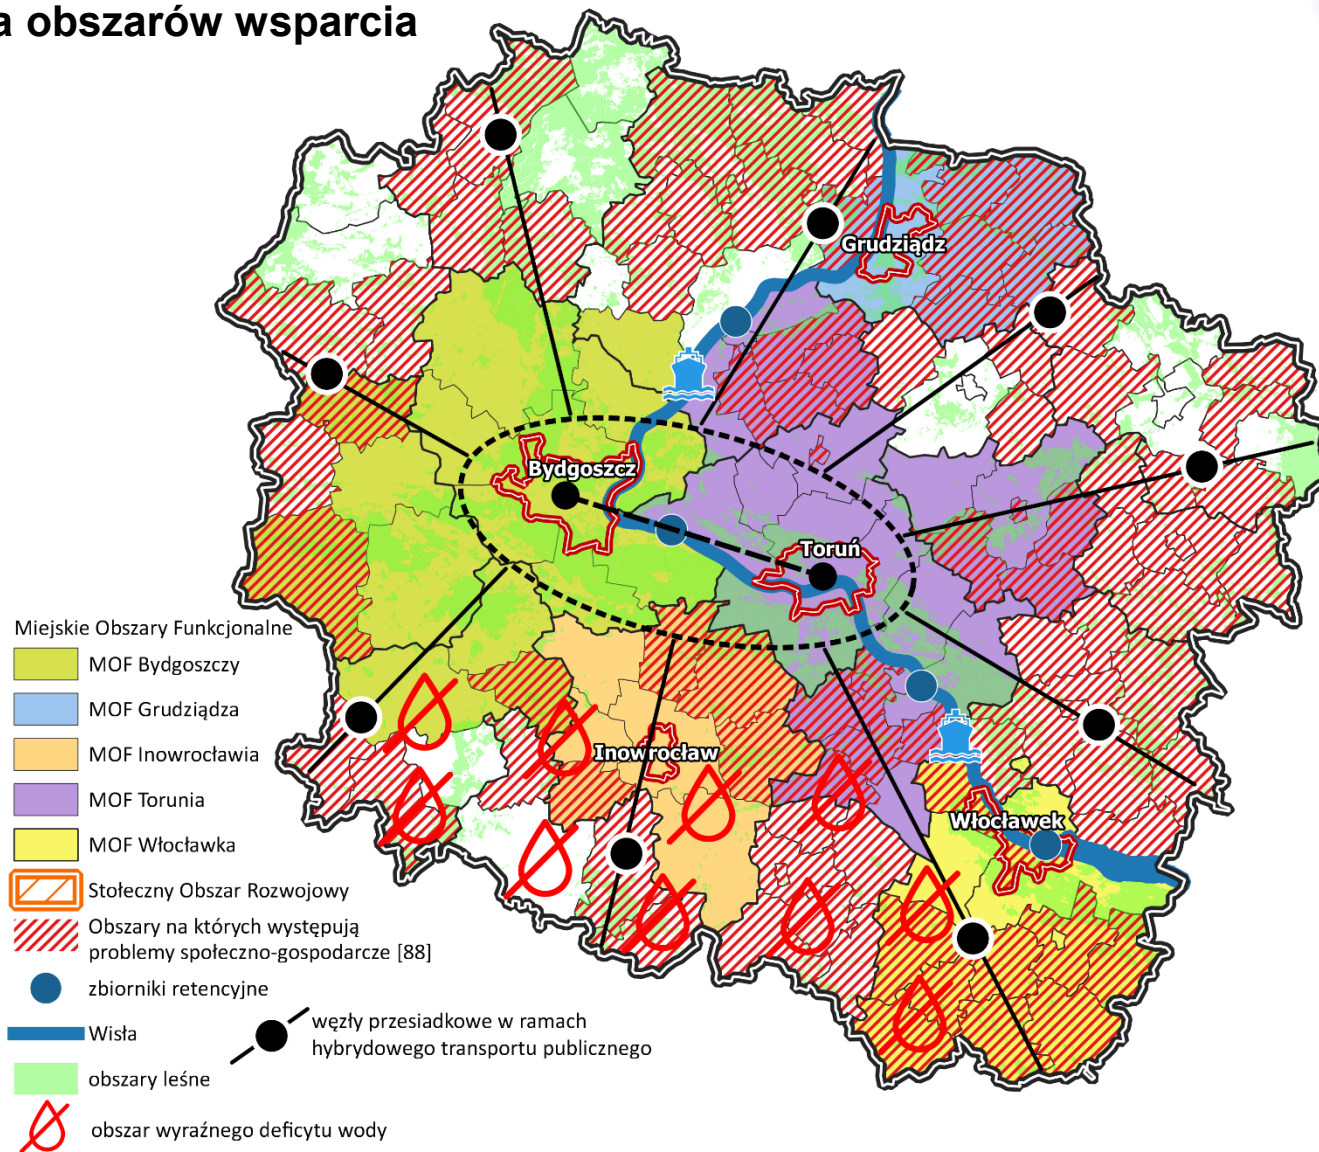 a obszarów wsparcia
Grudziądz
Bydgoszcz
Toruń
Inowrocław
Włocławek
Miejskie Obszary Funkcjonalne
MOF Bydgoszczy
MOF Grudziądza
MOF Inowrocławia
MOF Torunia
MOF Włocławka
Stołeczny Obszar Rozwojowy
Obszary na których występują
problemy społeczno-gospodarcze [88]
zbiorniki retencyjne
Wisła
obszary leśne
obszar wyraźnego deficytu wody
węzły przesiadkowe w ramach
hybrydowego transportu publicznego